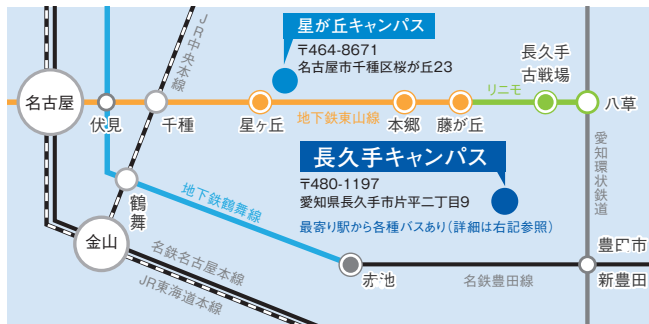 JR中央本線
星が丘キャンパス
〒464-8671
名古屋市千種区桜が丘23
長久手
古戦場
リニモ
名古屋
伏見
千種
星ヶ丘
地下鉄東山線
本郷
藤が丘
八草
長久手キャンパス
〒480-1197
愛知県長久手市片平二丁目9
最寄り駅から各種バスあり(詳細は右記参照)
愛知環状鉄道
鶴舞
地下鉄鶴舞線
金山
名鉄名古屋本線
JR東海道本線
赤池
名鉄豊田線
豊田市
新豊田